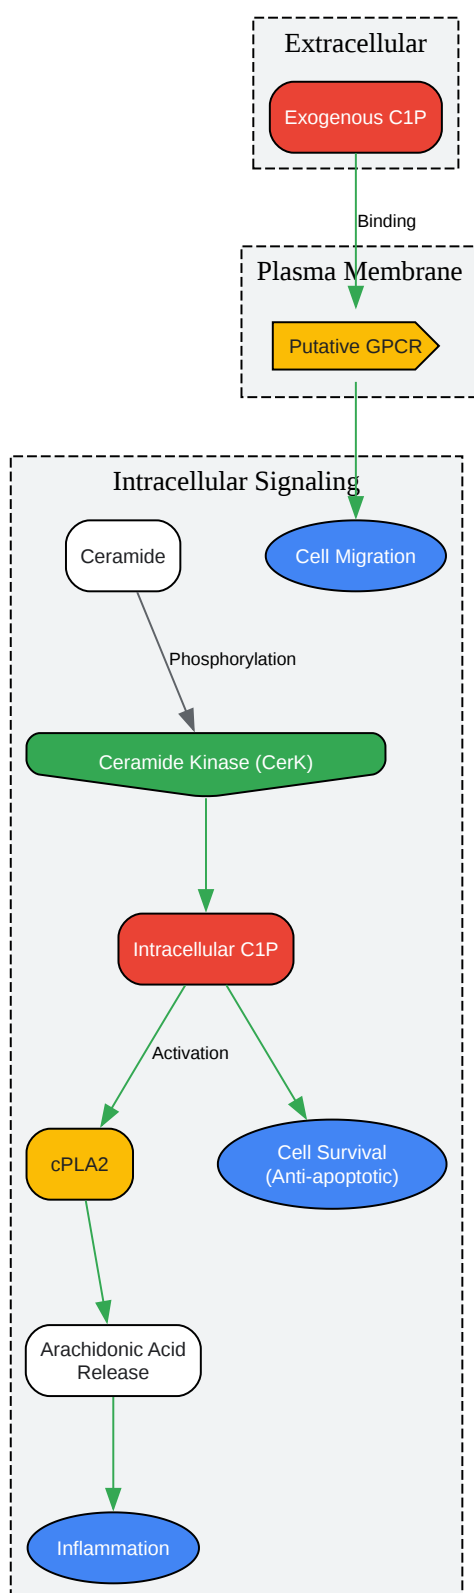 Extracellular
Exogenous C1P
Binding
Plasma Membrane
Putative GPCR
Intracellular Signaling
Ceramide
Cell Migration
Phosphorylation
Ceramide Kinase (CerK)
Intracellular C1P
Activation
cPLA2
Cell Survival
(Anti-apoptotic)
Arachidonic Acid
Release
Inflammation